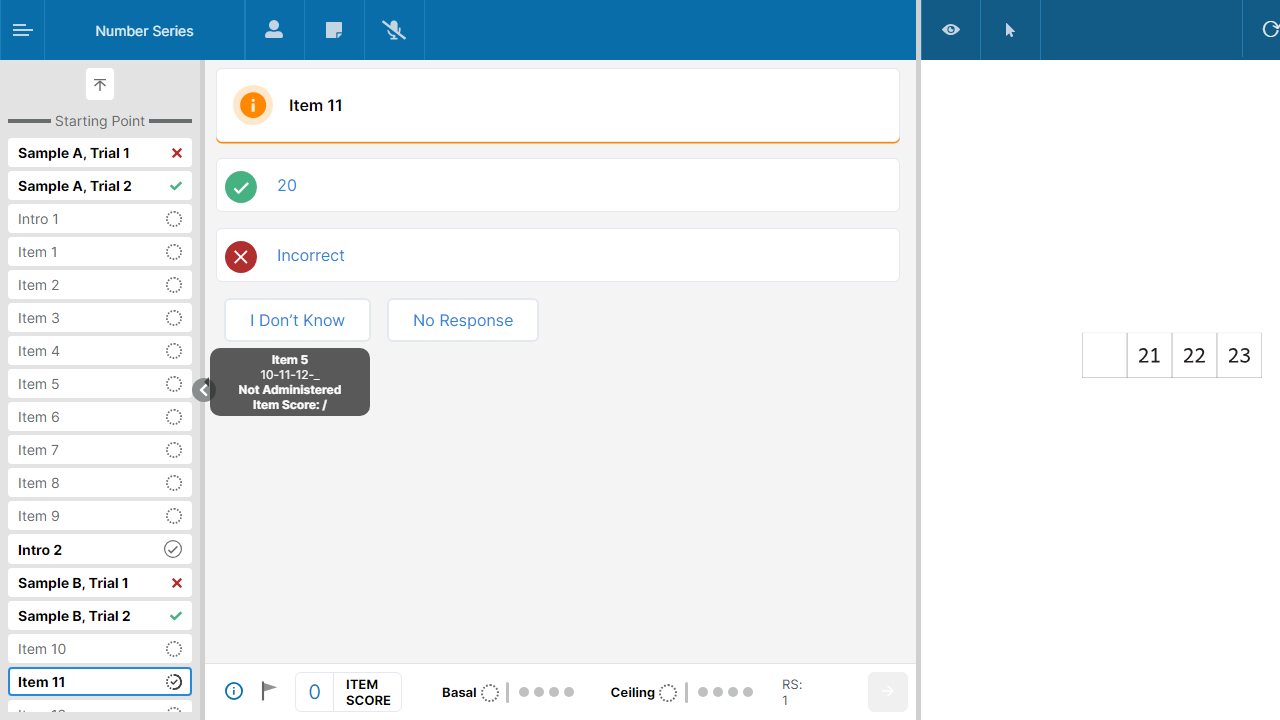 Number Series
Starting Point
Sample A, Trial 1
Sample A, Trial 2
Intro 1
Item 1
Item 2
Item 3
Item 4
Item 5
Item 6
Item 7
Item 8
Item 9
Intro 2
Sample B, Trial 1
Sample B, Trial 2
Item 10
Item 11
Item 11
20
Incorrect
I Don't Know
No Response
Item 5
10-11-12-_
Not Administered
Item Score: /
21 22 23
0
ITEM
SCORE
Basal
Ceiling
RS:
1